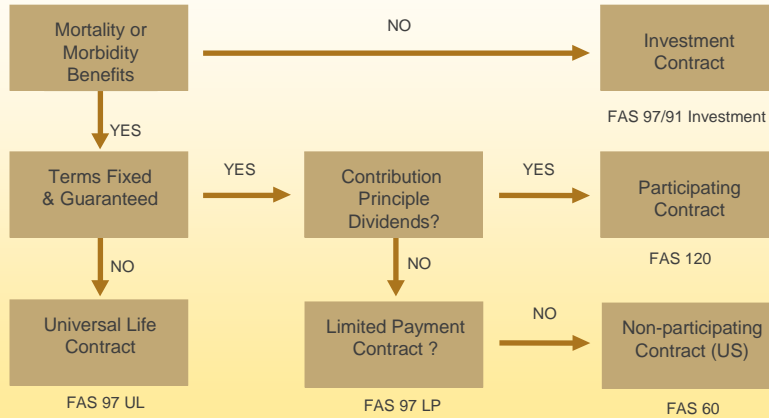 Mortality or
Morbidity
Benefits
NO
Investment
Contract
FAS 97/91 Investment
YES
Terms Fixed
& Guaranteed
YES
Contribution
Principle
Dividends?
YES
Participating
Contract
FAS 120
NO
NO
Universal Life
Contract
Limited Payment
Contract ?
NO
Non-participating
Contract (US)
FAS 97 UL
FAS 97 LP
FAS 60